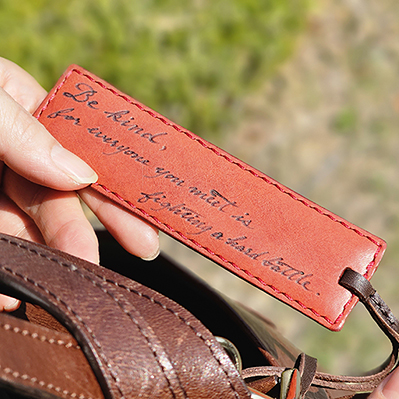 Be kind,
for everyone you meet is
fighting a hard battle.